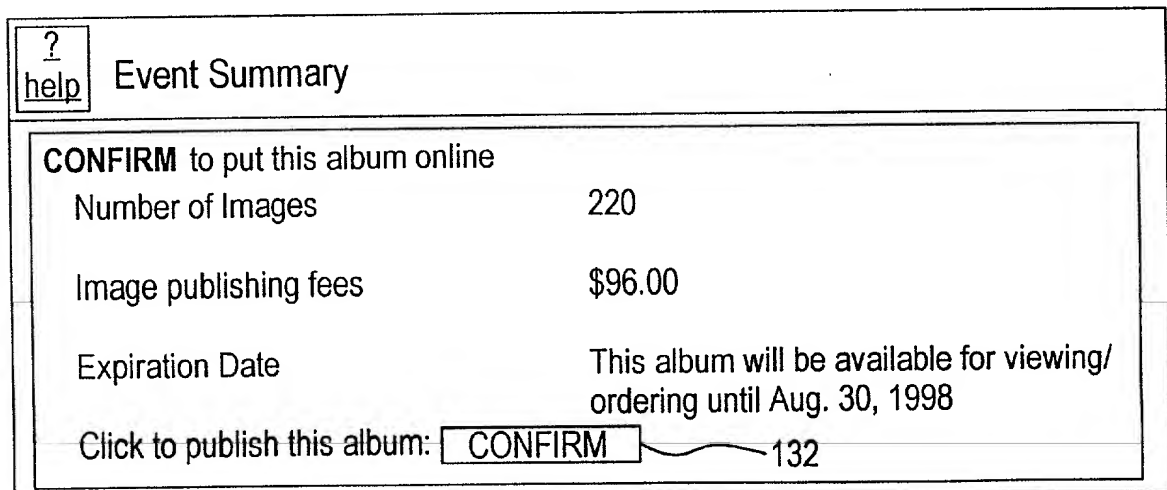 ?
help Event Summary
CONFIRM to put this album online
Number of Images 220
Image publishing fees $96.00
Expiration Date This album will be available for viewing/
ordering until Aug. 30, 1998
Click to publish this album: CONFIRM 132